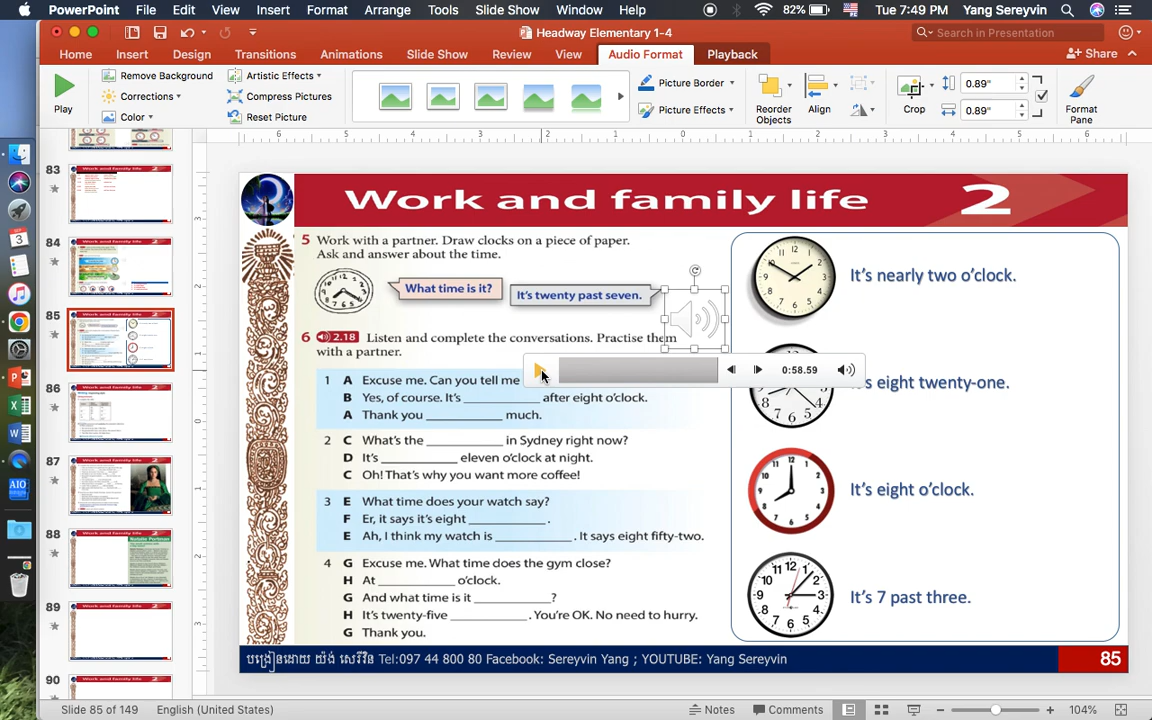 PowerPoint File Edit View Insert Format Arrange Tools Slide Show Window Help 82% Tue 7:49 PM Yang Sereyvin
Headway Elementary 1-4
Search in Presentation
Home Insert Design Transitions Animations Slide Show Review View Audio Format Playback
Share
Play
Remove Background
Corrections
Color
Artistic Effects
Compress Pictures
Reset Picture
Picture Border
Picture Effects
Reorder Objects
Align
Crop
0.89"
0.89"
Format Pane
83
84
85
86
87
88
89
90
Work and family life 2
5 Work with a partner. Draw clocks on a piece of paper.
Ask and answer about the time.
What time is it?
It's twenty past seven.
6 2.18 Listen and complete the conversations. Practise them
with a partner.
0:58.59
1 A Excuse me. Can you tell me
B Yes, of course. It's ____________ after eight o'clock.
A Thank you ____________ much.
2 C What's the ____________ in Sydney right now?
D It's ____________ eleven o'clock at night.
C Oh! That's why you want more coffee!
3 E What time does your watch say?
F Er, it says it's eight ____________ .
E Ah, I think my watch is ____________ . It says eight fifty-two.
4 G Excuse me. What time does the gym close?
H At ____________ o'clock.
G And what time is it ____________ ?
H It's twenty-five ____________ . You're OK. No need to hurry.
G Thank you.
It's nearly two o'clock.
's eight twenty-one.
It's eight o'clock.
It's 7 past three.
បង្រៀនដោយ យ៉ង់ សេរីវិន Tel:097 44 800 80 Facebook: Sereyvin Yang ; YOUTUBE: Yang Sereyvin
85
Slide 85 of 149 English (United States) Notes Comments 104%